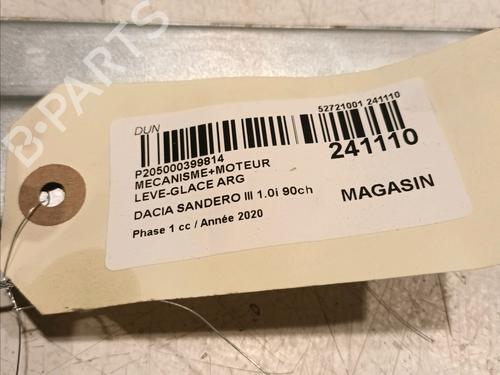 B-PARTS
52721001 241110
DUN
241110
P205000399814
MECANISME+MOTEUR
LEVE-GLACE ARG
DACIA SANDERO III 1.0i 90ch
MAGASIN
Phase 1 cc / Année 2020